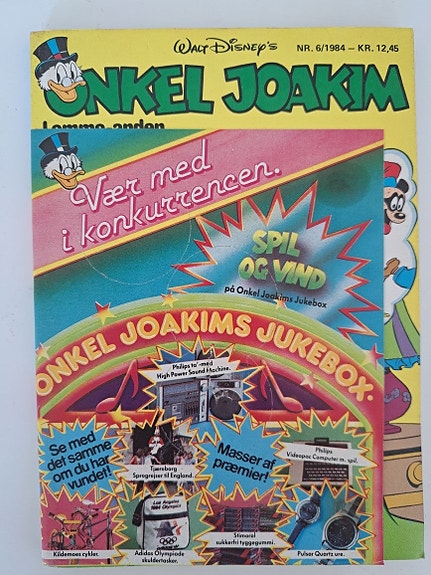 WALT DISNEY'S
NR. 6/1984 – KR. 12,45
ONKEL JOAKIM
Lomme-anden
Vær med
i konkurrencen.
SPIL
OG VIND
på Onkel Joakims Jukebox
ONKEL JOAKIMS JUKEBOX.
Philips ta'-med
High Power Sound Machine.
Se med
det samme
om du har
vundet!
Tjæreborg
Sprogrejser til England.
Masser af
præmier!
Philips
Videopac Computer m. spil.
Kildemoes cykler.
Los Angeles
1984 Olympics
Adidas Olympiade
skuldertasker.
Stimorol
sukkerfri tyggegummi.
Pulsar Quartz ure.